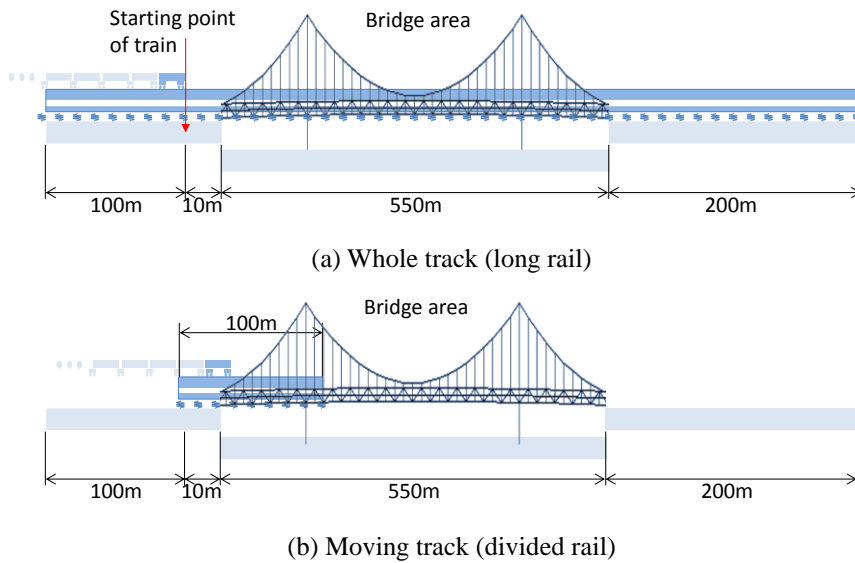 Starting point
of train
Bridge area
100m
10m
550m
200m
(a) Whole track (long rail)
Bridge area
100m
100m
10m
550m
200m
(b) Moving track (divided rail)